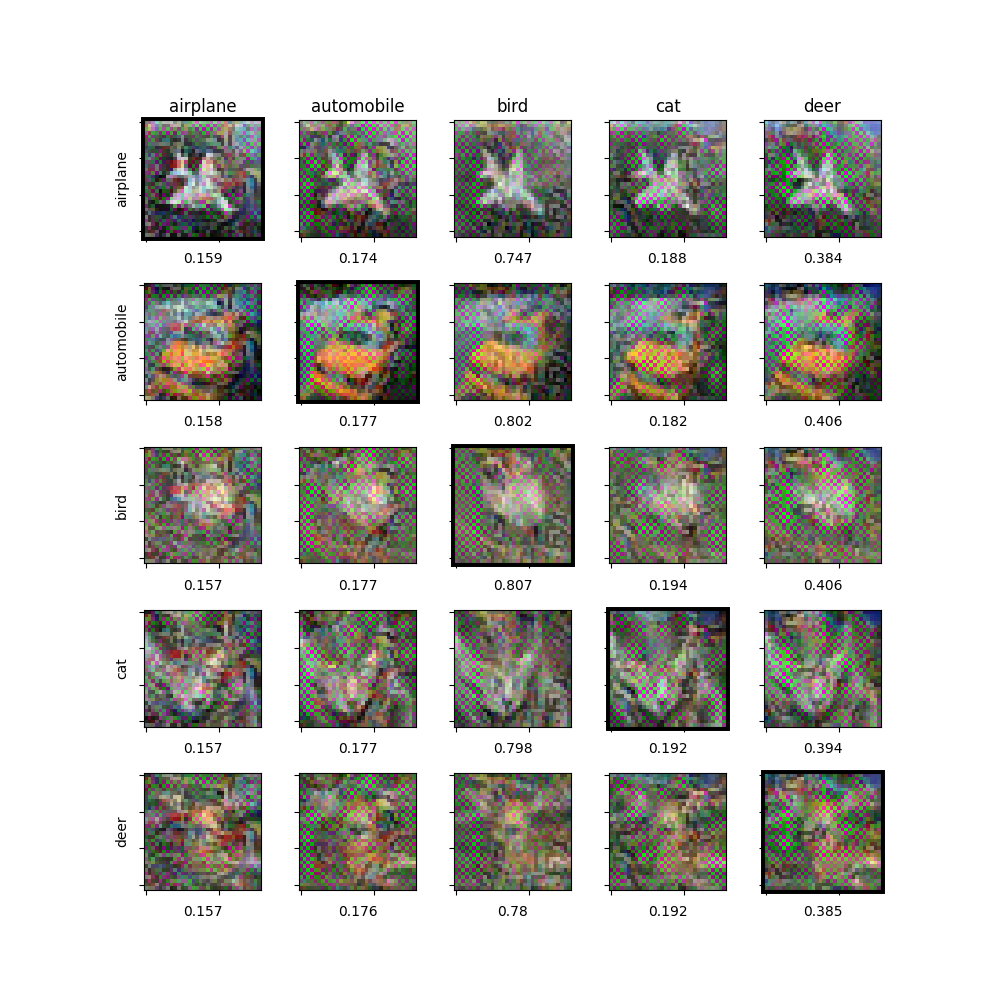 airplane automobile bird cat deer
airplane
0.159 0.174 0.747 0.188 0.384
automobile
0.158 0.177 0.802 0.182 0.406
bird
0.157 0.177 0.807 0.194 0.406
cat
0.157 0.177 0.798 0.192 0.394
deer
0.157 0.176 0.78 0.192 0.385